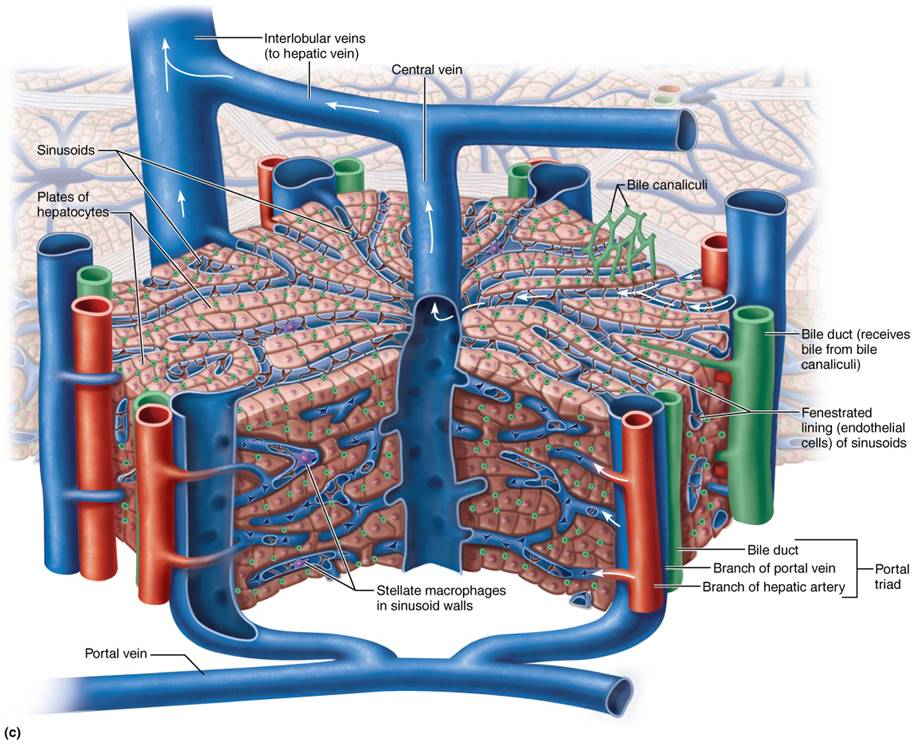 Interlobular veins
(to hepatic vein)
Central vein
Sinusoids
Plates of
hepatocytes
Bile canaliculi
Bile duct (receives
bile from bile
canaliculi)
Fenestrated
lining (endothelial
cells) of sinusoids
Bile duct
Branch of portal vein
Branch of hepatic artery
Portal
triad
Stellate macrophages
in sinusoid walls
Portal vein
(c)